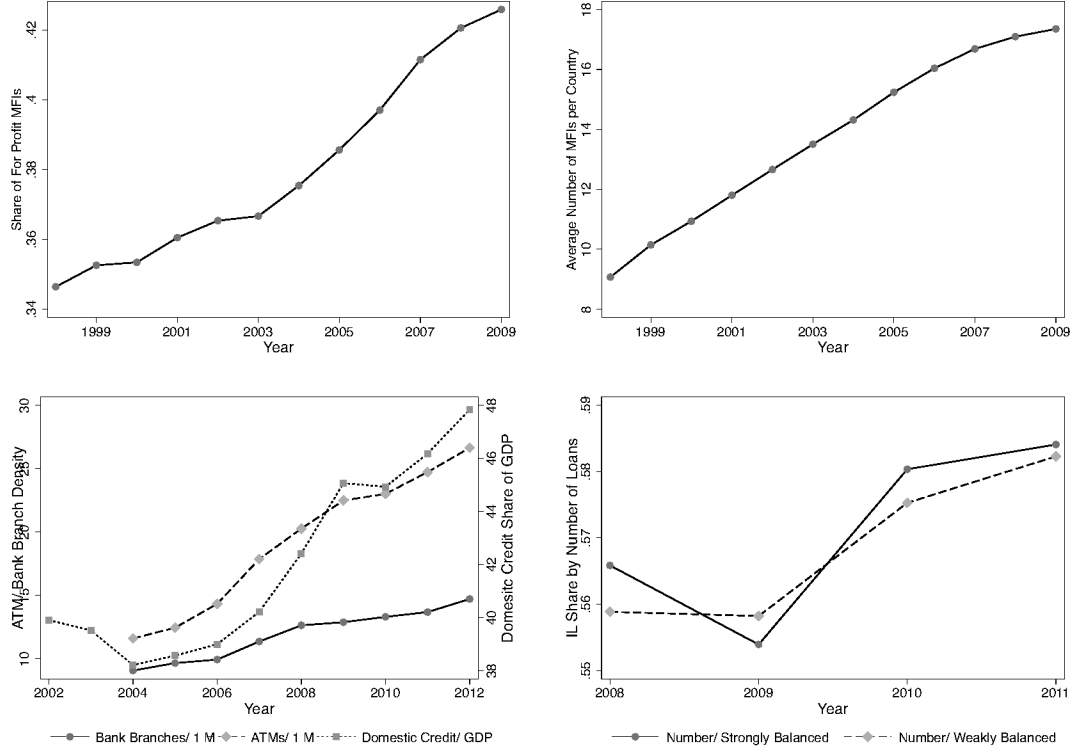 Share of For Profit MFIs
.34 .36 .38 .4 .42
1999 2001 2003 2005 2007 2009
Year
Average Number of MFIs per Country
8 10 12 14 16 18
1999 2001 2003 2005 2007 2009
Year
ATM/ Bank Branch Density
10 15 20 25 30
Domesitc Credit Share of GDP
38 40 42 44 46 48
2002 2004 2006 2008 2010 2012
Year
Bank Branches/ 1 M ATMs/ 1 M Domestic Credit/ GDP
IL Share by Number of Loans
.55 .56 .57 .58 .59
2008 2009 2010 2011
Year
Number/ Strongly Balanced Number/ Weakly Balanced